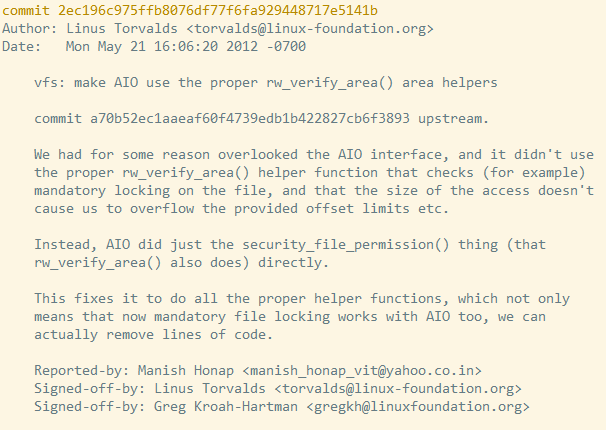 commit 2ec196c975ffb8076df77f6fa929448717e5141b
Author: Linus Torvalds <torvalds@linux-foundation.org>
Date:   Mon May 21 16:06:20 2012 -0700
vfs: make AIO use the proper rw_verify_area() area helpers
commit a70b52ec1aaeaf60f4739edb1b422827cb6f3893 upstream.
We had for some reason overlooked the AIO interface, and it didn't use
the proper rw_verify_area() helper function that checks (for example)
mandatory locking on the file, and that the size of the access doesn't
cause us to overflow the provided offset limits etc.
Instead, AIO did just the security_file_permission() thing (that
rw_verify_area() also does) directly.
This fixes it to do all the proper helper functions, which not only
means that now mandatory file locking works with AIO too, we can
actually remove lines of code.
Reported-by: Manish Honap <manish_honap_vit@yahoo.co.in>
Signed-off-by: Linus Torvalds <torvalds@linux-foundation.org>
Signed-off-by: Greg Kroah-Hartman <gregkh@linuxfoundation.org>